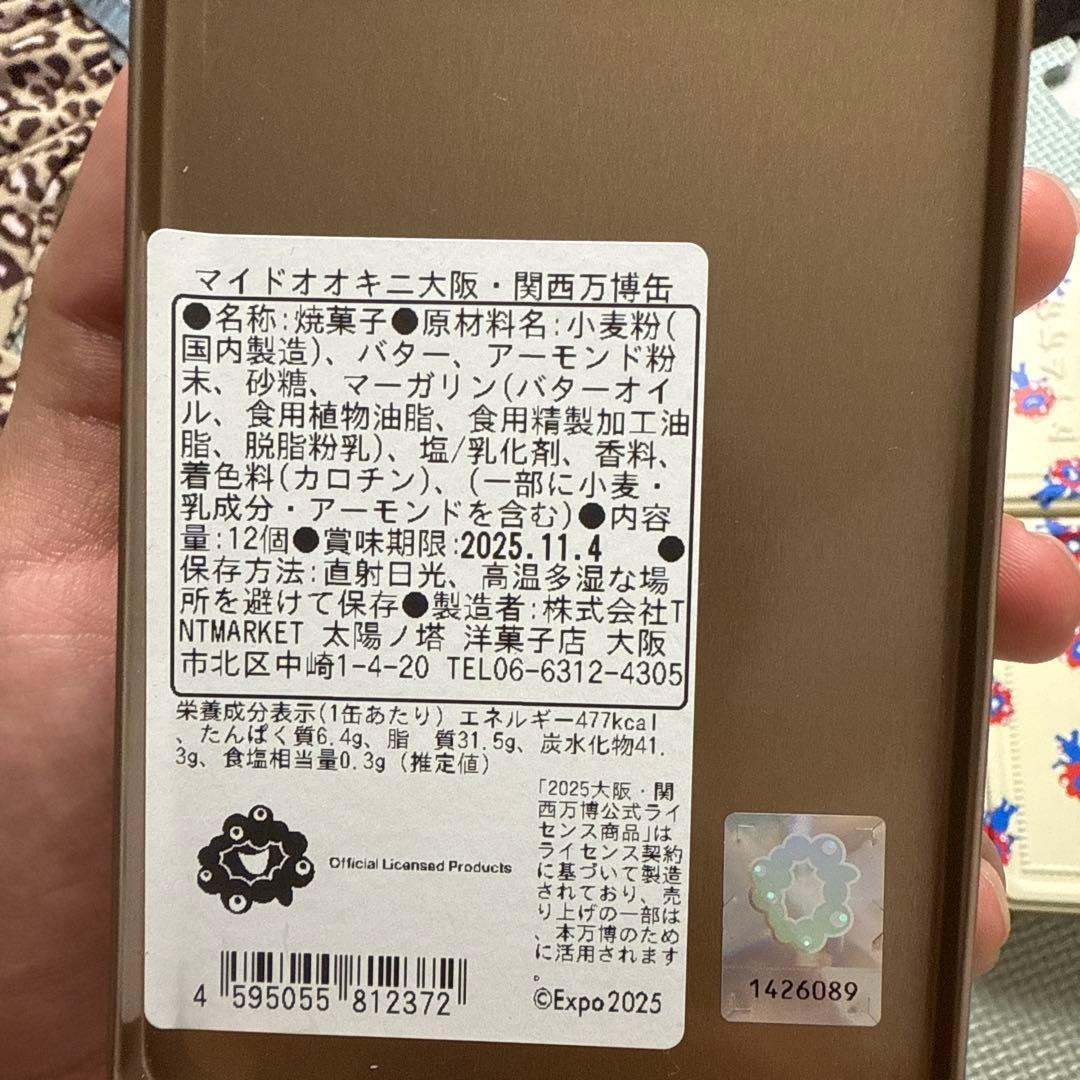 マイドオオキニ大阪・関西万博缶
●名称:焼菓子●原材料名:小麦粉(
国内製造)、バター、アーモンド粉
末、砂糖、マーガリン(バターオイ
ル、食用植物油脂、食用精製加工油
脂、脱脂粉乳)、塩/乳化剤、香料、
着色料(カロチン)、(一部に小麦・
乳成分・アーモンドを含む)●内容
量:12個●賞味期限:2025.11.4 ●
保存方法:直射日光、高温多湿な場
所を避けて保存●製造者:株式会社T
NTMARKET 太陽ノ塔 洋菓子店 大阪
市北区中崎1-4-20 TEL06-6312-4305
栄養成分表示(1缶あたり) エネルギー477kcal
、たんぱく質6.4g、脂 質31.5g、炭水化物41.
3g、食塩相当量0.3g (推定値)
「2025大阪・関
西万博公式ライ
センス商品」は
ライセンス契約
に基づいて製造
されており、売
り上げの一部は
、本万博のため
に活用されます
。
©Expo2025
Official Licensed Products
4 595055 812372
1426089